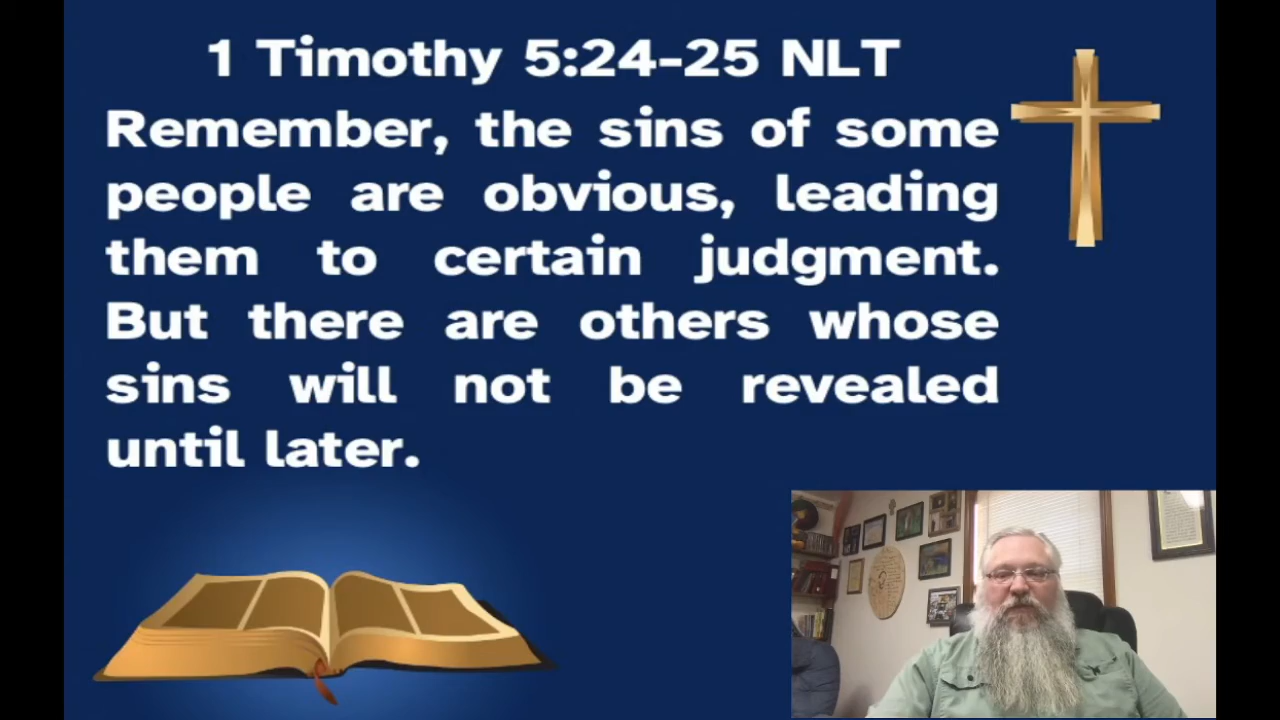 1 Timothy 5:24-25 NLT
Remember, the sins of some
people are obvious, leading
them to certain judgment.
But there are others whose
sins will not be revealed
until later.